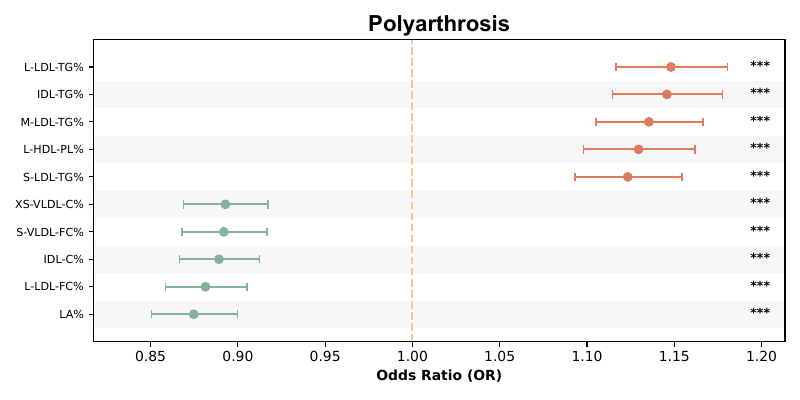 Polyarthrosis
L-LDL-TG% ***
IDL-TG% ***
M-LDL-TG% ***
L-HDL-PL% ***
S-LDL-TG% ***
XS-VLDL-C% ***
S-VLDL-FC% ***
IDL-C% ***
L-LDL-FC% ***
LA% ***
0.85 0.90 0.95 1.00 1.05 1.10 1.15 1.20
Odds Ratio (OR)